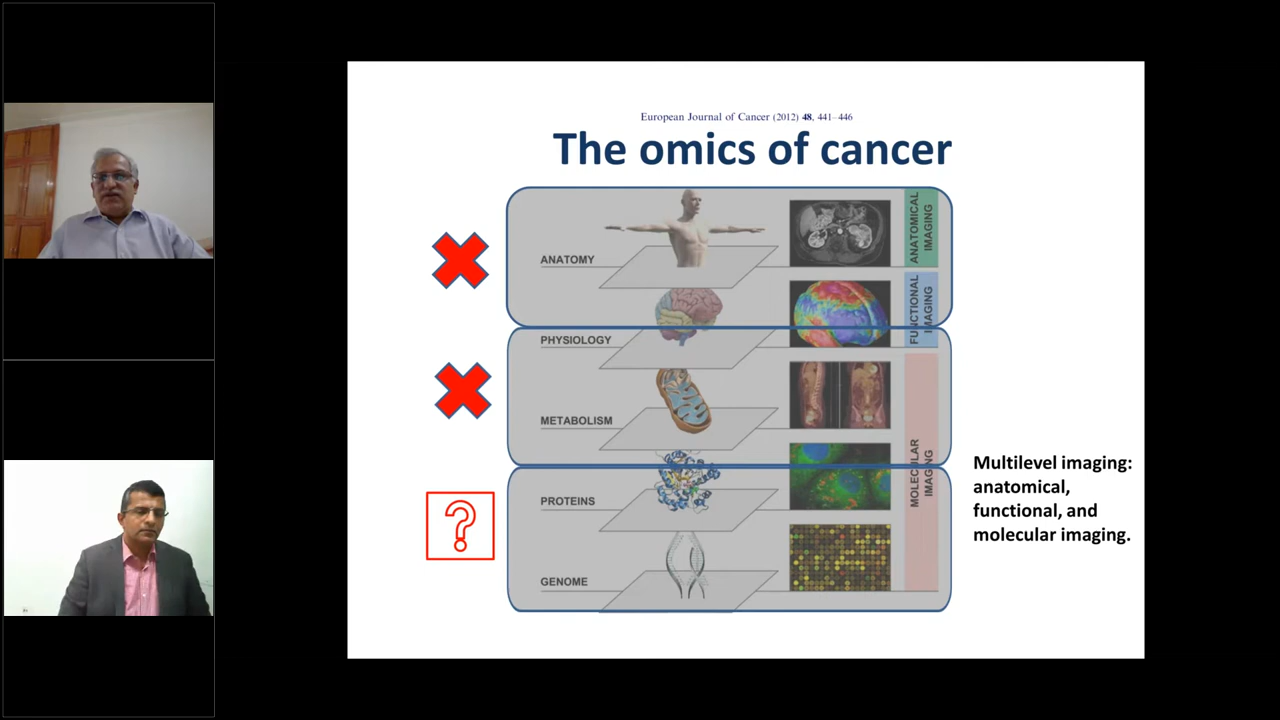 European Journal of Cancer (2012) 48, 441–446
The omics of cancer
ANATOMY
PHYSIOLOGY
METABOLISM
PROTEINS
GENOME
ANATOMICAL
IMAGING
FUNCTIONAL
IMAGING
MOLECULAR
IMAGING
?
Multilevel imaging:
anatomical,
functional, and
molecular imaging.